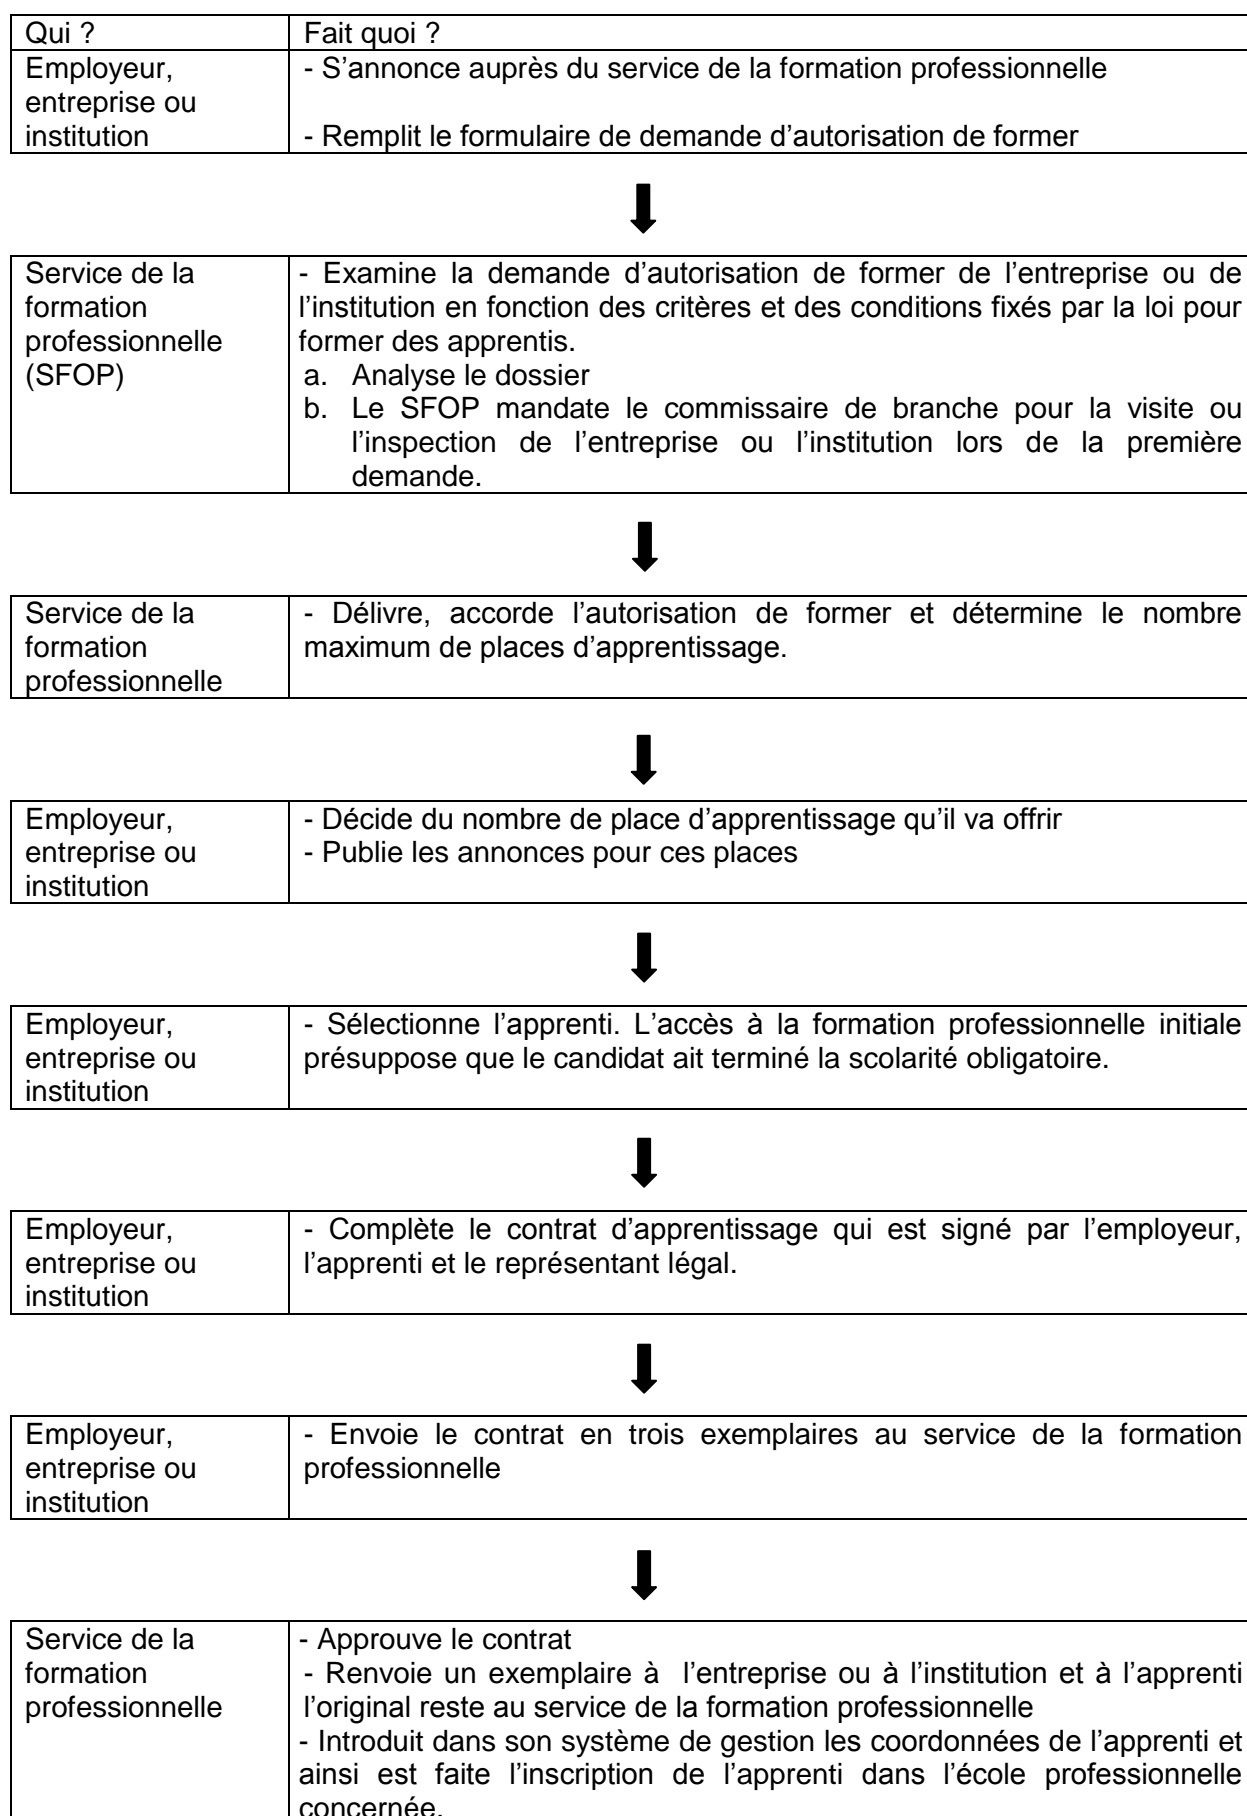 Qui ?
Fait quoi ?
Employeur,
entreprise ou
institution
- S’annonce auprès du service de la formation professionnelle
- Remplit le formulaire de demande d’autorisation de former
Service de la
formation
professionnelle
(SFOP)
- Examine la demande d’autorisation de former de l’entreprise ou de
l’institution en fonction des critères et des conditions fixés par la loi pour
former des apprentis.
a. Analyse le dossier
b. Le SFOP mandate le commissaire de branche pour la visite ou
l’inspection de l’entreprise ou l’institution lors de la première
demande.
Service de la
formation
professionnelle
- Délivre, accorde l’autorisation de former et détermine le nombre
maximum de places d’apprentissage.
Employeur,
entreprise ou
institution
- Décide du nombre de place d’apprentissage qu’il va offrir
- Publie les annonces pour ces places
Employeur,
entreprise ou
institution
- Sélectionne l’apprenti. L’accès à la formation professionnelle initiale
présuppose que le candidat ait terminé la scolarité obligatoire.
Employeur,
entreprise ou
institution
- Complète le contrat d’apprentissage qui est signé par l’employeur,
l’apprenti et le représentant légal.
Employeur,
entreprise ou
institution
- Envoie le contrat en trois exemplaires au service de la formation
professionnelle
Service de la
formation
professionnelle
- Approuve le contrat
- Renvoie un exemplaire à l’entreprise ou à l’institution et à l’apprenti
l’original reste au service de la formation professionnelle
- Introduit dans son système de gestion les coordonnées de l’apprenti et
ainsi est faite l’inscription de l’apprenti dans l’école professionnelle
concernée.